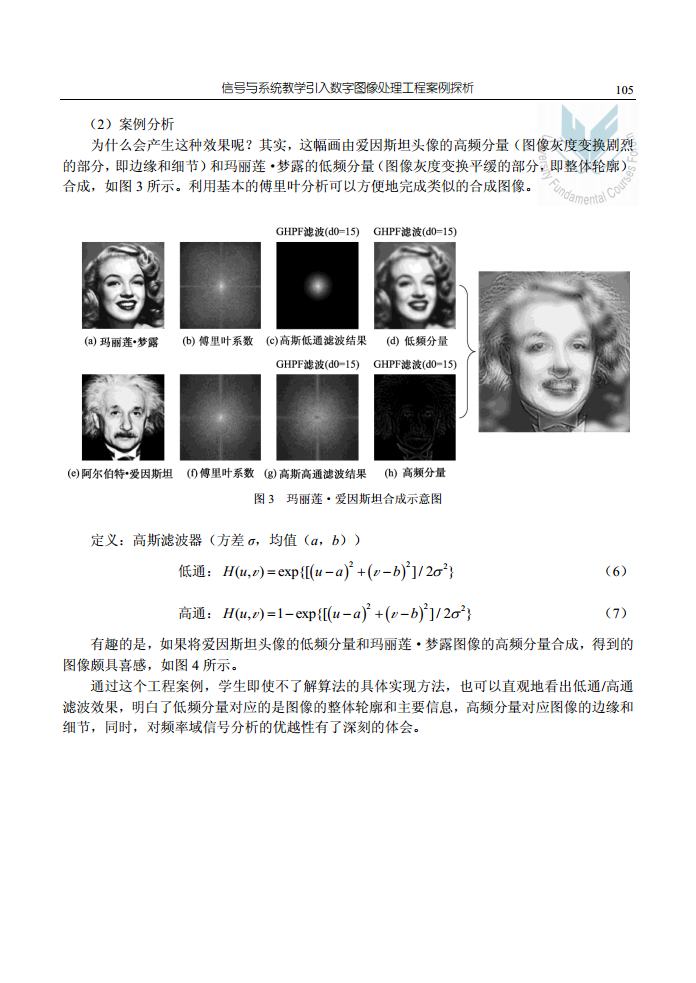 信号与系统教学引入数字图像处理工程案例探析
105
（2）案例分析
为什么会产生这种效果呢？其实，这幅画由爱因斯坦头像的高频分量（图像灰度变换剧烈
的部分，即边缘和细节）和玛丽莲·梦露的低频分量（图像灰度变换平缓的部分，即整体轮廓）
合成，如图 3 所示。利用基本的傅里叶分析可以方便地完成类似的合成图像。
University Fundamental Courses Forum
GHPF滤波(d0=15) GHPF滤波(d0=15)
(a) 玛丽莲•梦露 (b) 傅里叶系数 (c)高斯低通滤波结果 (d) 低频分量
GHPF滤波(d0=15) GHPF滤波(d0=15)
(e)阿尔伯特•爱因斯坦 (f)傅里叶系数 (g)高斯高通滤波结果 (h) 高频分量
图 3 玛丽莲·爱因斯坦合成示意图
定义：高斯滤波器（方差 σ，均值（a，b））
低通：H(u,v)=exp{[(u−a)²+(v−b)²]/2σ²} （6）
高通：H(u,v)=1−exp{[(u−a)²+(v−b)²]/2σ²} （7）
有趣的是，如果将爱因斯坦头像的低频分量和玛丽莲·梦露图像的高频分量合成，得到的
图像颇具喜感，如图 4 所示。
通过这个工程案例，学生即使不了解算法的具体实现方法，也可以直观地看出低通/高通
滤波效果，明白了低频分量对应的是图像的整体轮廓和主要信息，高频分量对应图像的边缘和
细节，同时，对频率域信号分析的优越性有了深刻的体会。